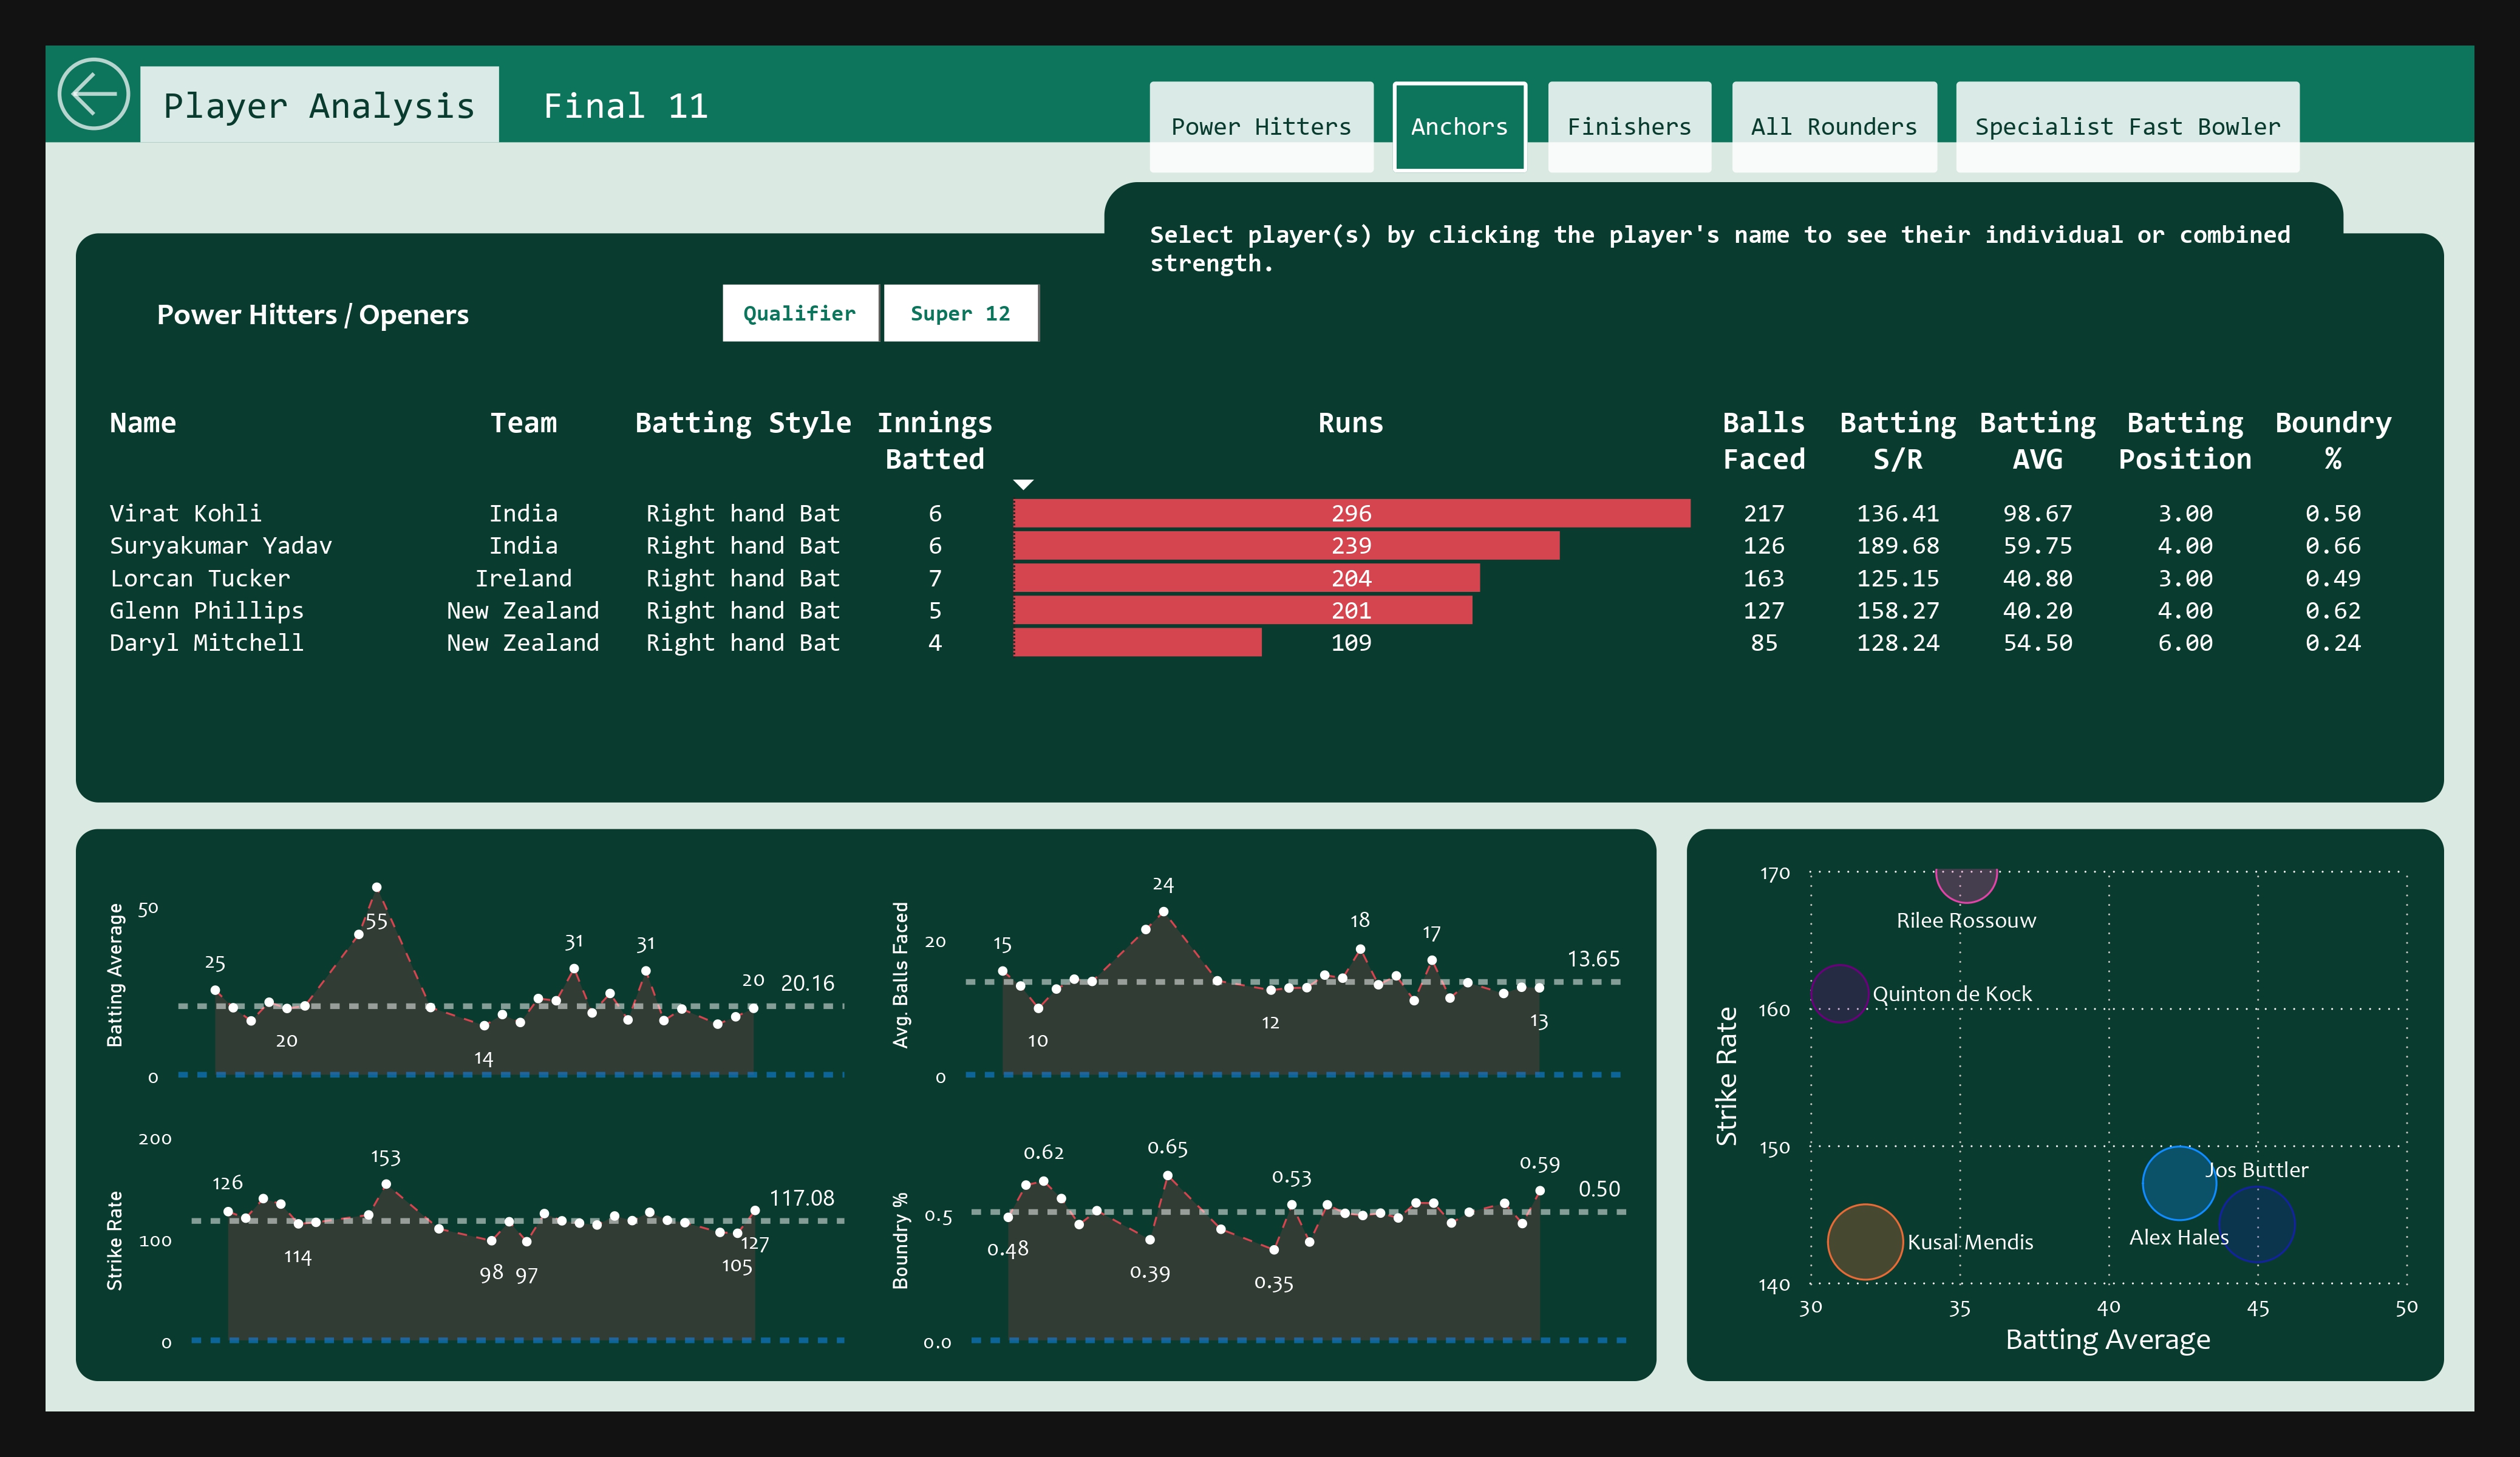 Player Analysis
Final 11
Power Hitters
Anchors
Finishers
All Rounders
Specialist Fast Bowler
Select player(s) by clicking the player's name to see their individual or combined
strength.
Power Hitters / Openers
Qualifier
Super 12
Name Team Batting Style Innings Batted Runs Balls Faced Batting S/R Batting AVG Batting Position Boundry %
Virat Kohli India Right hand Bat 6 296 217 136.41 98.67 3.00 0.50
Suryakumar Yadav India Right hand Bat 6 239 126 189.68 59.75 4.00 0.66
Lorcan Tucker Ireland Right hand Bat 7 204 163 125.15 40.80 3.00 0.49
Glenn Phillips New Zealand Right hand Bat 5 201 127 158.27 40.20 4.00 0.62
Daryl Mitchell New Zealand Right hand Bat 4 109 85 128.24 54.50 6.00 0.24
Batting Average
50
0
25
20
55
14
31
31
20
20.16
Avg. Balls Faced
20
0
15
10
24
12
18
17
13
13.65
Strike Rate
200
100
0
126
114
153
98
97
105
127
117.08
Boundry %
0.5
0.0
0.48
0.62
0.39
0.65
0.35
0.53
0.59
0.50
Strike Rate
170
160
150
140
Rilee Rossouw
Quinton de Kock
Jos Buttler
Alex Hales
Kusal Mendis
30 35 40 45 50
Batting Average